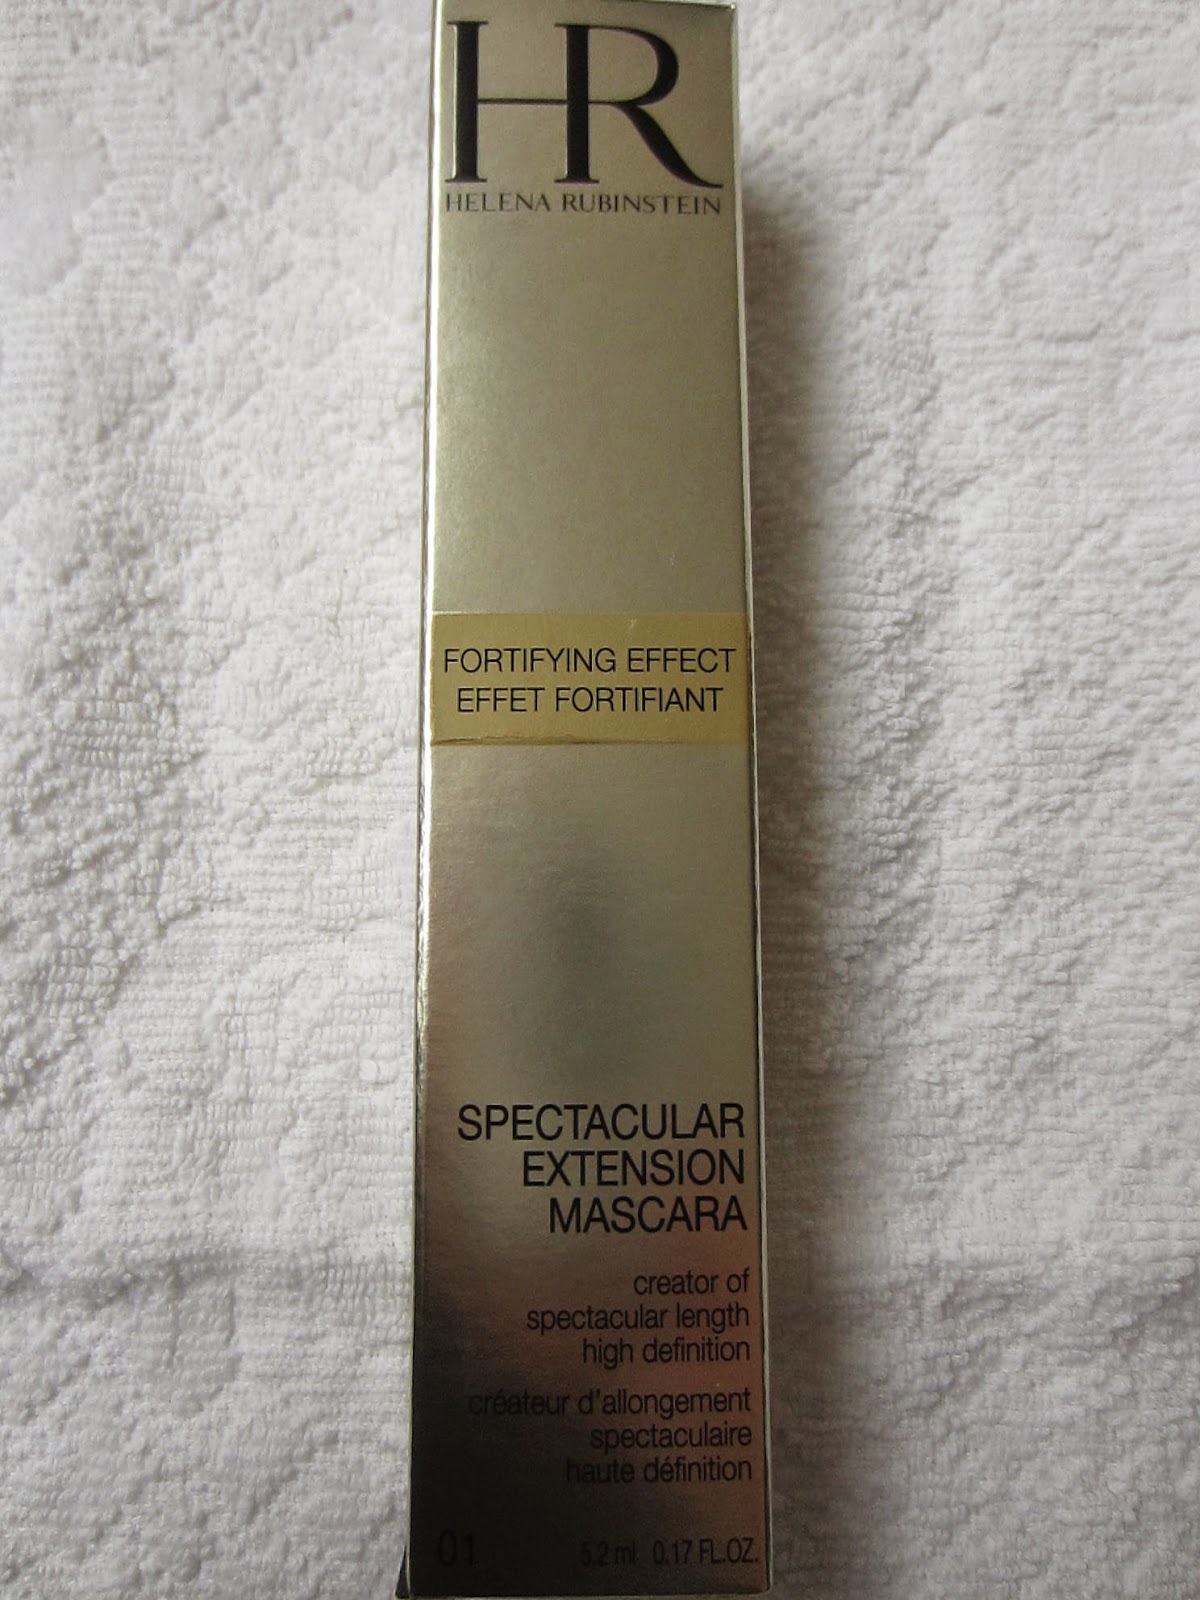 HR
HELENA RUBINSTEIN
FORTIFYING EFFECT
EFFET FORTIFIANT
SPECTACULAR
EXTENSION
MASCARA
creator of
spectacular length
high definition
créateur d'allongement
spectaculaire
haute définition
01 5.2 ml 0.17 FL.OZ.